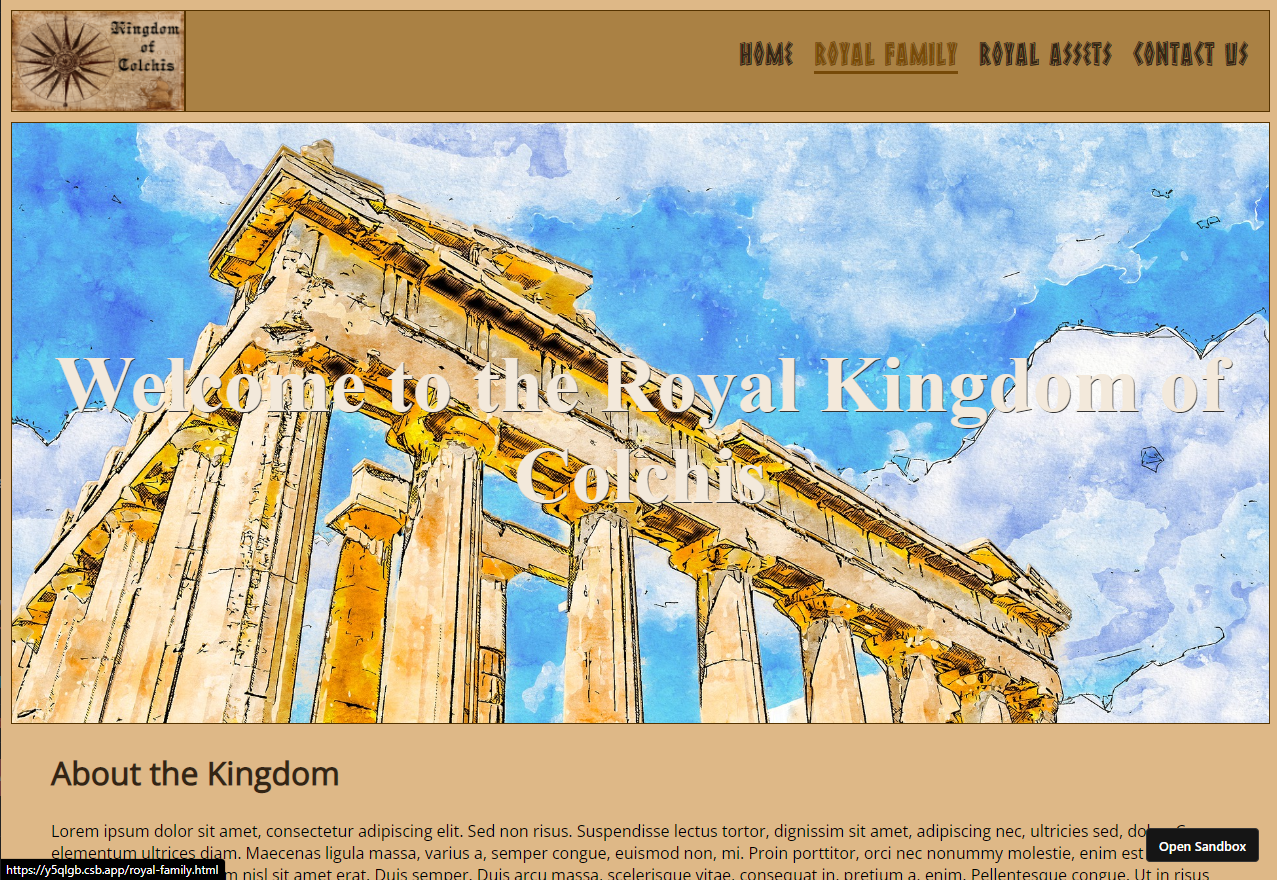 Kingdom
of
Colchis
HOME ROYAL FAMILY ROYAL ASSETS CONTACT US
Welcome to the Royal Kingdom of
Colchis
About the Kingdom
Lorem ipsum dolor sit amet, consectetur adipiscing elit. Sed non risus. Suspendisse lectus tortor, dignissim sit amet, adipiscing nec, ultricies sed,
elementum ultrices diam. Maecenas ligula massa, varius a, semper congue, euismod non, mi. Proin porttitor, orci nec nonummy molestie, enim est
nisl sit amet erat. Duis semper. Duis arcu massa, scelerisque vitae, consequat in, pretium a, enim. Pellentesque congue. Ut in risus
Open Sandbox
https://y5qlgb.csb.app/royal-family.html